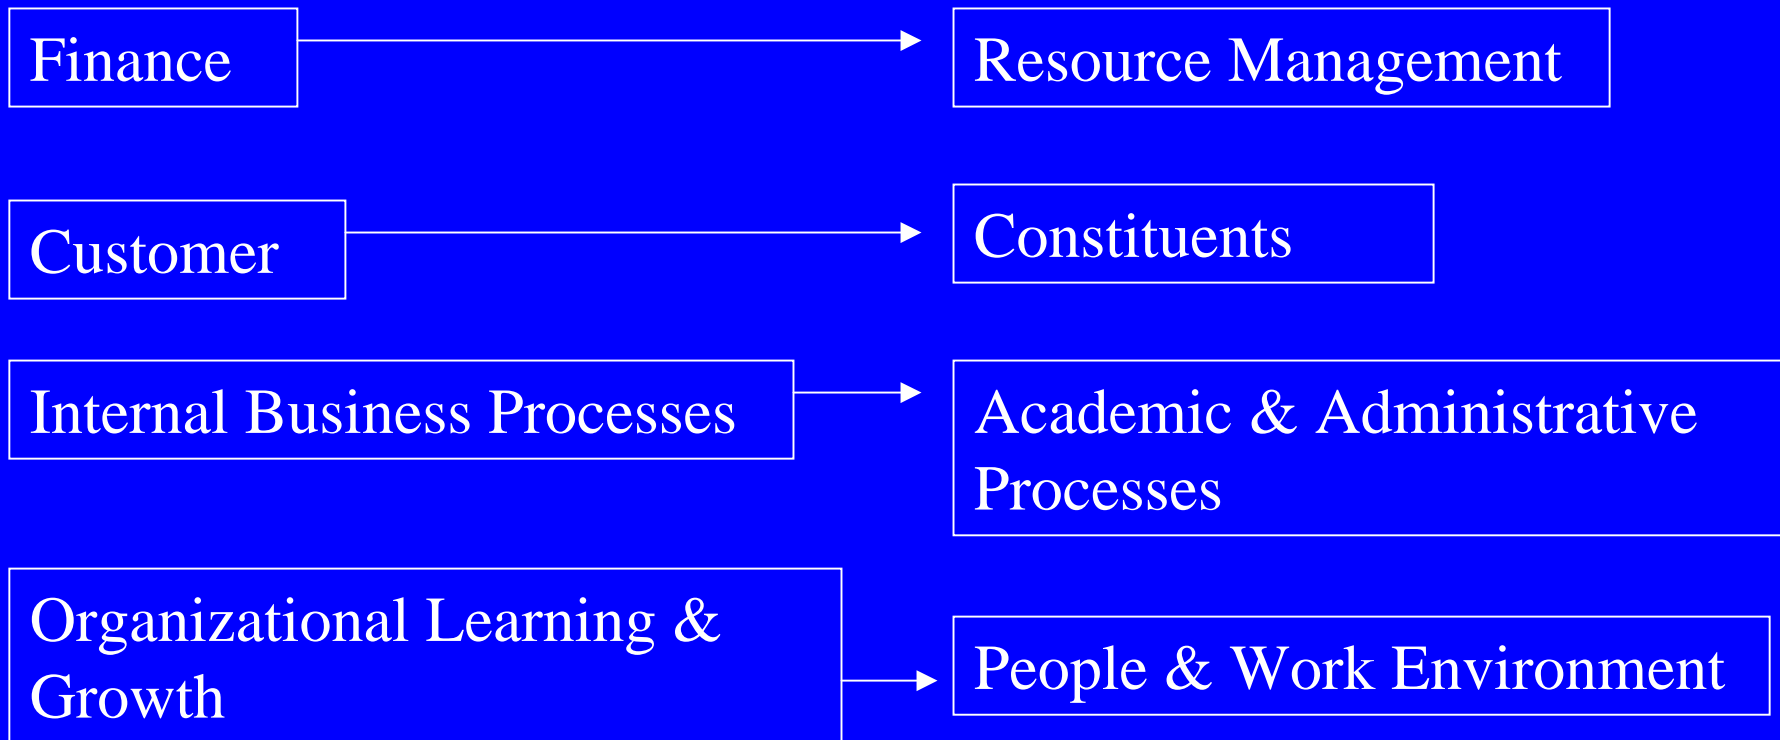 Finance
Resource Management
Customer
Constituents
Internal Business Processes
Academic & Administrative
Processes
Organizational Learning &
Growth
People & Work Environment